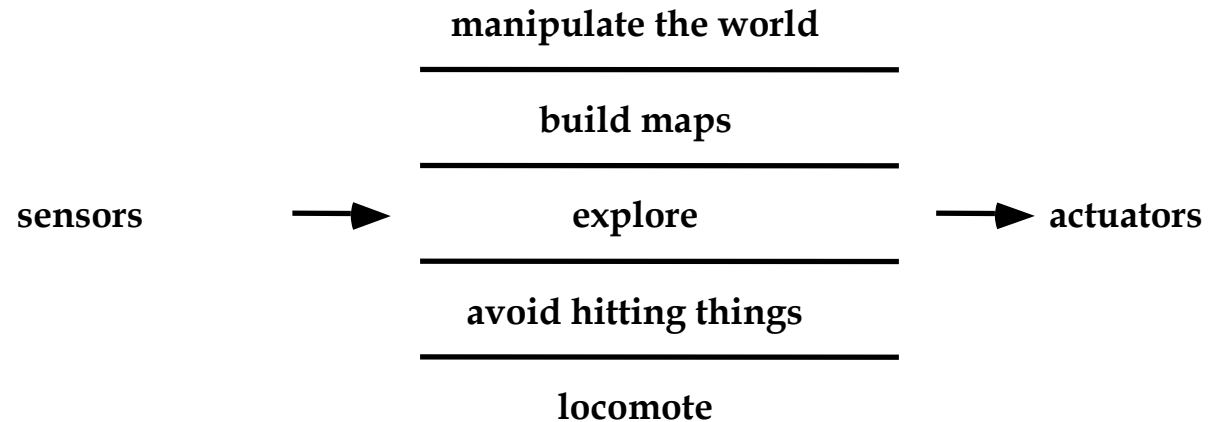 manipulate the world
build maps
sensors
explore
actuators
avoid hitting things
locomote